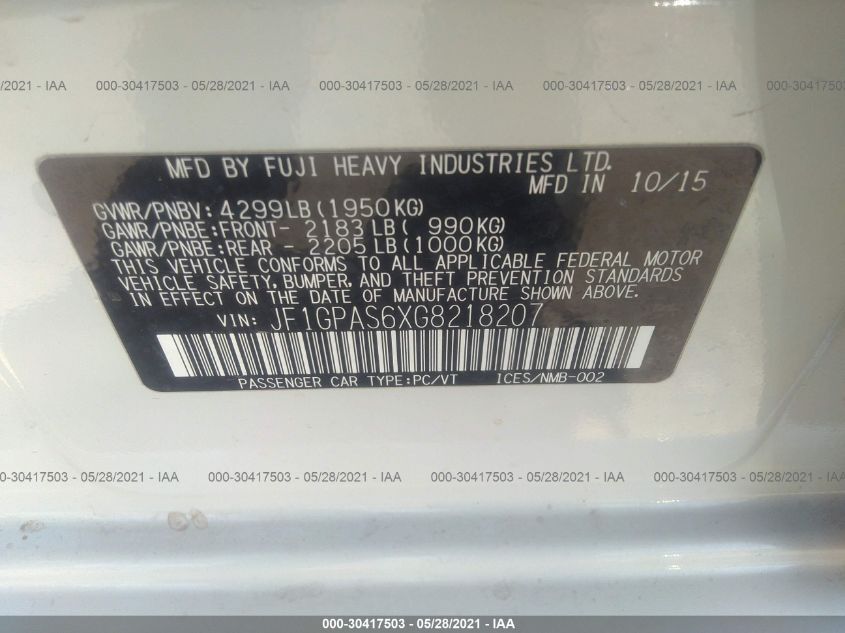 /2021 - IAA 000-30417503 - 05/28/2021 - IAA 000-30417503 - 05/28/2021 - IAA 000-30417503 - 05/28/
MFD BY FUJI HEAVY INDUSTRIES LTD.
MFD IN 10/15
GVWR/PNBV: 4299LB(1950KG)
GAWR/PNBE:FRONT- 2183LB( 990KG)
GAWR/PNBE:REAR - 2205LB(1000KG)
THIS VEHICLE CONFORMS TO ALL APPLICABLE FEDERAL MOTOR
VEHICLE SAFETY, BUMPER, AND THEFT PREVENTION STANDARDS
IN EFFECT ON THE DATE OF MANUFACTURE SHOWN ABOVE.
VIN: JF1GPAS6XG8218207
PASSENGER CAR TYPE:PC/VT ICES/NMB-002
000-30417503 - 05/28/2021 - IAA 000-30417503 - 05/28/2021 - IAA 000-30417503 - 05/28/2021 - IAA 000-30417503 - 05/28/2021 - IAA
000-30417503 - 05/28/2021 - IAA